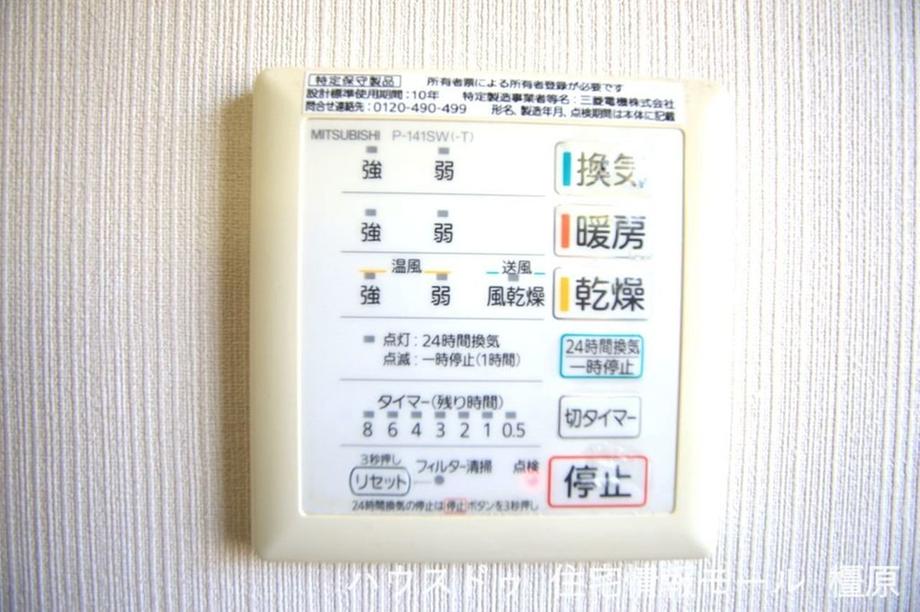 特定保守製品 所有者票による所有者登録が必要です
設計標準使用期間:10年 特定製造事業者等名:三菱電機株式会社
問合せ連絡先:0120-490-499 形名、製造年月、点検期間は本体に記載
MITSUBISHI P-141SW(-T)
強 弱 換気
強 弱 暖房
温風 送風
強 弱 風乾燥 乾燥
点灯:24時間換気
点滅:一時停止(1時間)
24時間換気
一時停止
タイマー(残り時間)
8 6 4 3 2 1 0.5
切タイマー
3秒押し
リセット フィルター清掃 点検
停止
24時間換気の停止は停止ボタンを3秒押し
ハウスドゥ 住宅情報モール 橿原